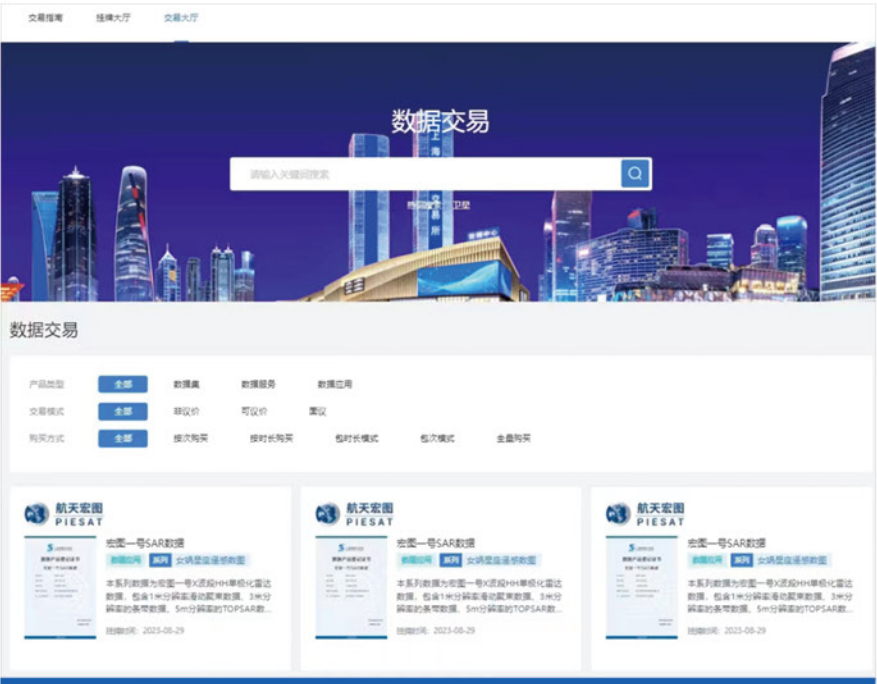 交易指南 挂牌大厅 交易大厅
数据交易
上海
交易所
请输入关键词搜索
卫星
数据交易
产品类型 全部 数据集 数据服务 数据应用
交易模式 全部 非议价 可议价 面议
购买方式 全部 按次购买 按时长购买 包时长模式 包次模式 全量购买
航天宏图
PIESAT
宏图一号SAR数据
数据应用 系列 女娲星座遥感数图
本系列数据为宏图一号X波段HH单极化雷达
数据，包含1米分辨率滑动聚束数据、3米分
辨率的条带数据、5m分辨率的TOPSAR数...
挂牌时间：2023-08-29
航天宏图
PIESAT
宏图一号SAR数据
数据应用 系列 女娲星座遥感数图
本系列数据为宏图一号X波段HH单极化雷达
数据，包含1米分辨率滑动聚束数据、3米分
辨率的条带数据、5m分辨率的TOPSAR数...
挂牌时间：2023-08-29
航天宏图
PIESAT
宏图一号SAR数据
数据应用 系列 女娲星座遥感数图
本系列数据为宏图一号X波段HH单极化雷达
数据，包含1米分辨率滑动聚束数据、3米分
辨率的条带数据、5m分辨率的TOPSAR数...
挂牌时间：2023-08-29